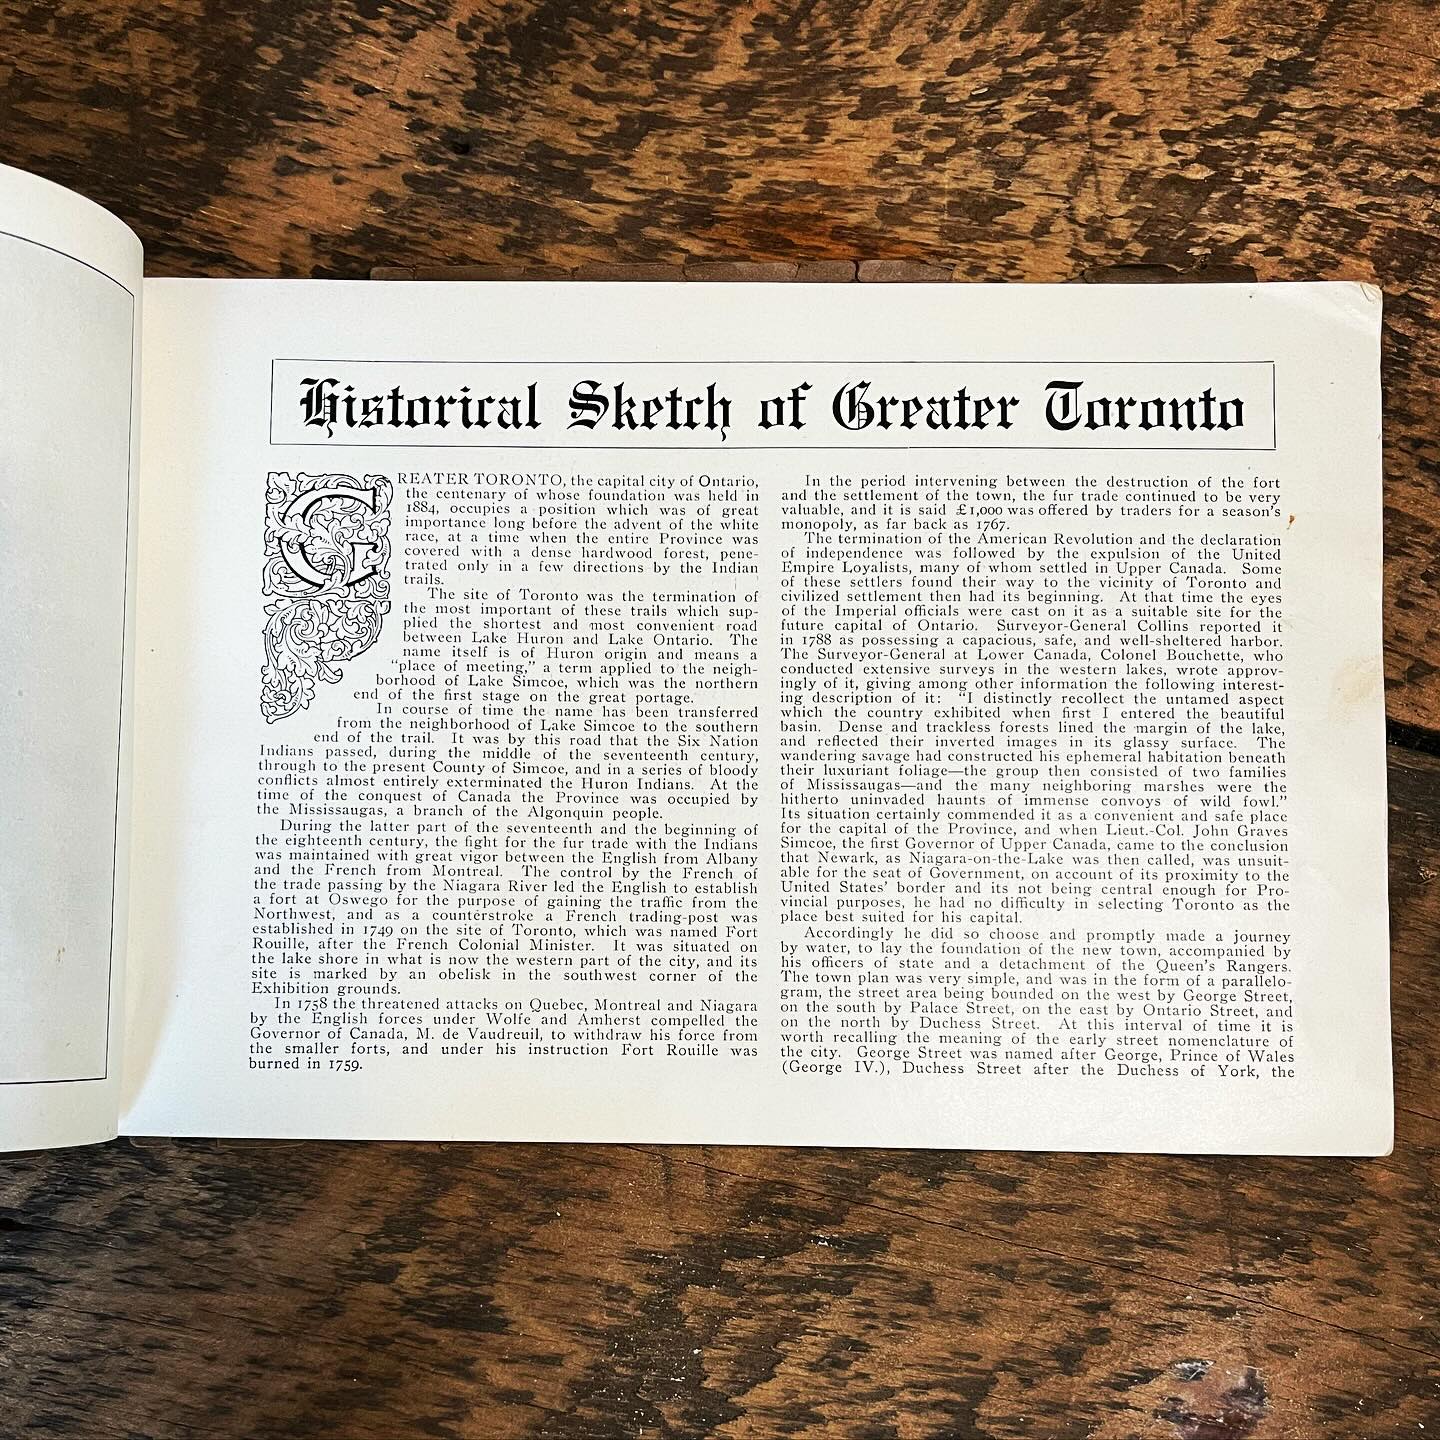 Historical Sketch of Greater Toronto
GREATER TORONTO, the capital city of Ontario,
the centenary of whose foundation was held in
1884, occupies a position which was of great
importance long before the advent of the white
race, at a time when the entire Province was
covered with a dense hardwood forest, pene-
trated only in a few directions by the Indian
trails.
The site of Toronto was the termination of
the most important of these trails which sup-
plied the shortest and most convenient road
between Lake Huron and Lake Ontario. The
name itself is of Huron origin and means a
"place of meeting," a term applied to the neigh-
borhood of Lake Simcoe, which was the northern
end of the first stage on the great portage.
In course of time the name has been transferred
from the neighborhood of Lake Simcoe to the southern
end of the trail. It was by this road that the Six Nation
Indians passed, during the middle of the seventeenth century,
through to the present County of Simcoe, and in a series of bloody
conflicts almost entirely exterminated the Huron Indians. At the
time of the conquest of Canada the Province was occupied by
the Mississaugas, a branch of the Algonquin people.
During the latter part of the seventeenth and the beginning of
the eighteenth century, the fight for the fur trade with the Indians
was maintained with great vigor between the English from Albany
and the French from Montreal. The control by the French of
the trade passing by the Niagara River led the English to establish
a fort at Oswego for the purpose of gaining the traffic from the
Northwest, and as a counterstroke a French trading-post was
established in 1749 on the site of Toronto, which was named Fort
Rouille, after the French Colonial Minister. It was situated on
the lake shore in what is now the western part of the city, and its
site is marked by an obelisk in the southwest corner of the
Exhibition grounds.
In 1758 the threatened attacks on Quebec, Montreal and Niagara
by the English forces under Wolfe and Amherst compelled the
Governor of Canada, M. de Vaudreuil, to withdraw his force from
the smaller forts, and under his instruction Fort Rouille was
burned in 1759.
In the period intervening between the destruction of the fort
and the settlement of the town, the fur trade continued to be very
valuable, and it is said £1,000 was offered by traders for a season's
monopoly, as far back as 1767.
The termination of the American Revolution and the declaration
of independence was followed by the expulsion of the United
Empire Loyalists, many of whom settled in Upper Canada. Some
of these settlers found their way to the vicinity of Toronto and
civilized settlement then had its beginning. At that time the eyes
of the Imperial officials were cast on it as a suitable site for the
future capital of Ontario. Surveyor-General Collins reported it
in 1788 as possessing a capacious, safe, and well-sheltered harbor.
The Surveyor-General at Lower Canada, Colonel Bouchette, who
conducted extensive surveys in the western lakes, wrote approv-
ingly of it, giving among other information the following interest-
ing description of it: "I distinctly recollect the untamed aspect
which the country exhibited when first I entered the beautiful
basin. Dense and trackless forests lined the margin of the lake,
and reflected their inverted images in its glassy surface. The
wandering savage had constructed his ephemeral habitation beneath
their luxuriant foliage—the group then consisted of two families
of Mississaugas—and the many neighboring marshes were the
hitherto uninvaded haunts of immense convoys of wild fowl."
Its situation certainly commended it as a convenient and safe place
for the capital of the Province, and when Lieut.-Col. John Graves
Simcoe, the first Governor of Upper Canada, came to the conclusion
that Newark, as Niagara-on-the-Lake was then called, was unsuit-
able for the seat of Government, on account of its proximity to the
United States' border and its not being central enough for Pro-
vincial purposes, he had no difficulty in selecting Toronto as the
place best suited for his capital.
Accordingly he did so choose and promptly made a journey
by water, to lay the foundation of the new town, accompanied by
his officers of state and a detachment of the Queen's Rangers.
The town plan was very simple, and was in the form of a parallelo-
gram, the street area being bounded on the west by George Street,
on the south by Palace Street, on the east by Ontario Street, and
on the north by Duchess Street. At this interval of time it is
worth recalling the meaning of the early street nomenclature of
the city. George Street was named after George, Prince of Wales
(George IV.), Duchess Street after the Duchess of York, the